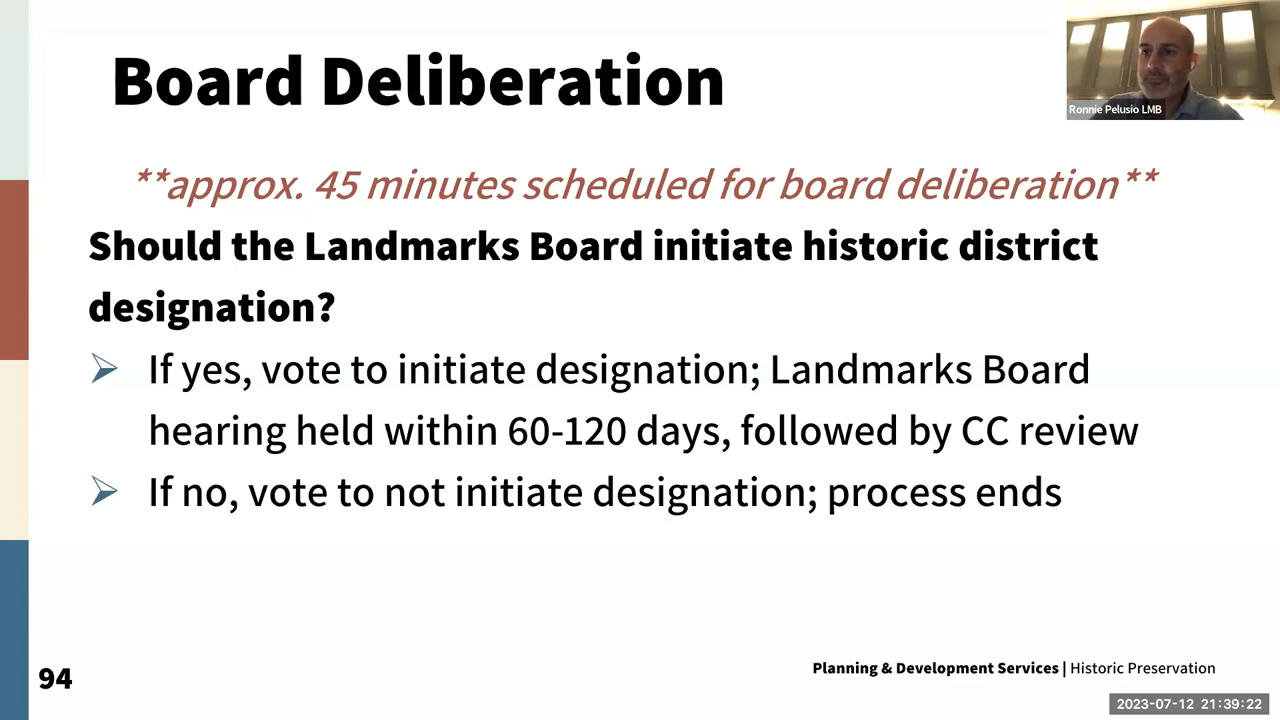 Board Deliberation
Ronnie Pelusio LMB
**approx. 45 minutes scheduled for board deliberation**
Should the Landmarks Board initiate historic district
designation?
If yes, vote to initiate designation; Landmarks Board
hearing held within 60-120 days, followed by CC review
If no, vote to not initiate designation; process ends
94
Planning & Development Services | Historic Preservation
2023-07-12 21:39:22